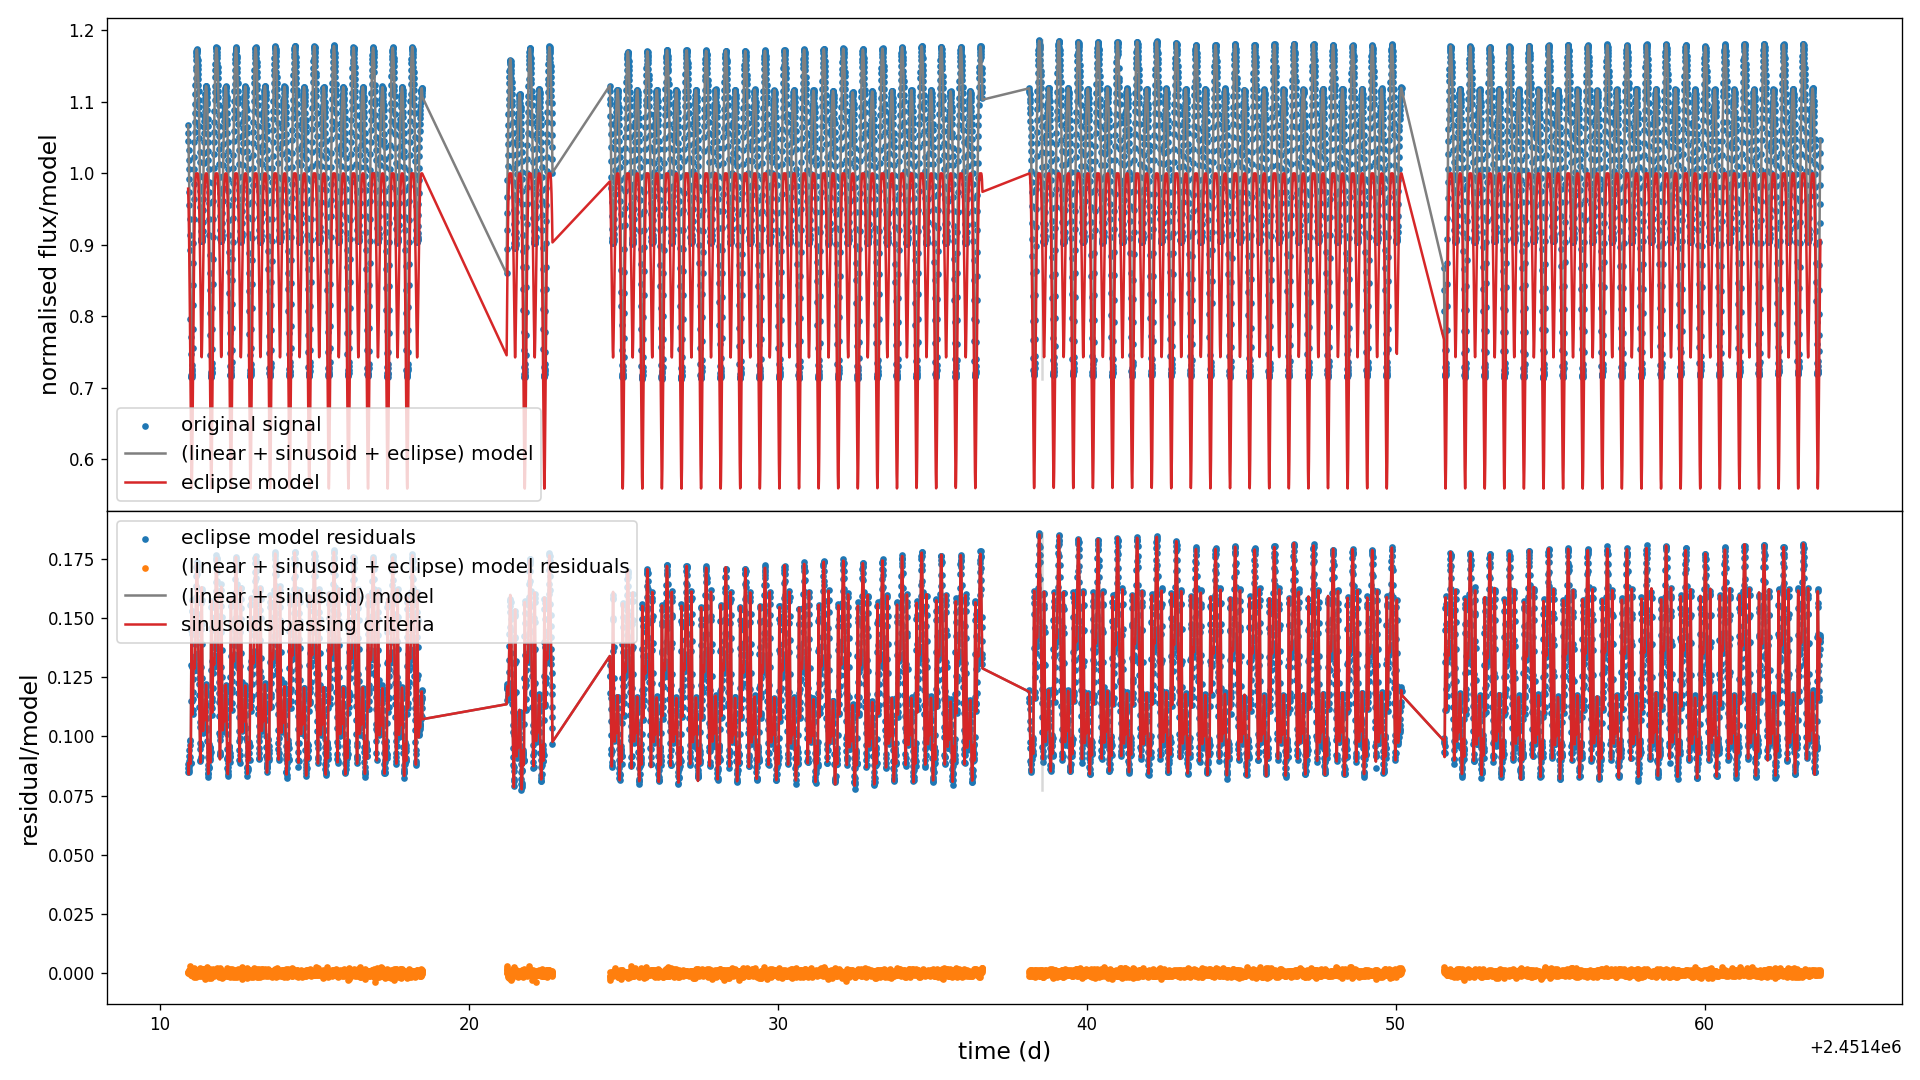 1.2
1.1
1.0
0.9
0.8
0.7
0.6
normalised flux/model
original signal
(linear + sinusoid + eclipse) model
eclipse model
eclipse model residuals
(linear + sinusoid + eclipse) model residuals
(linear + sinusoid) model
sinusoids passing criteria
0.175
0.150
0.125
0.100
0.075
0.050
0.025
0.000
residual/model
10 20 30 40 50 60
time (d)
+2.4514e6